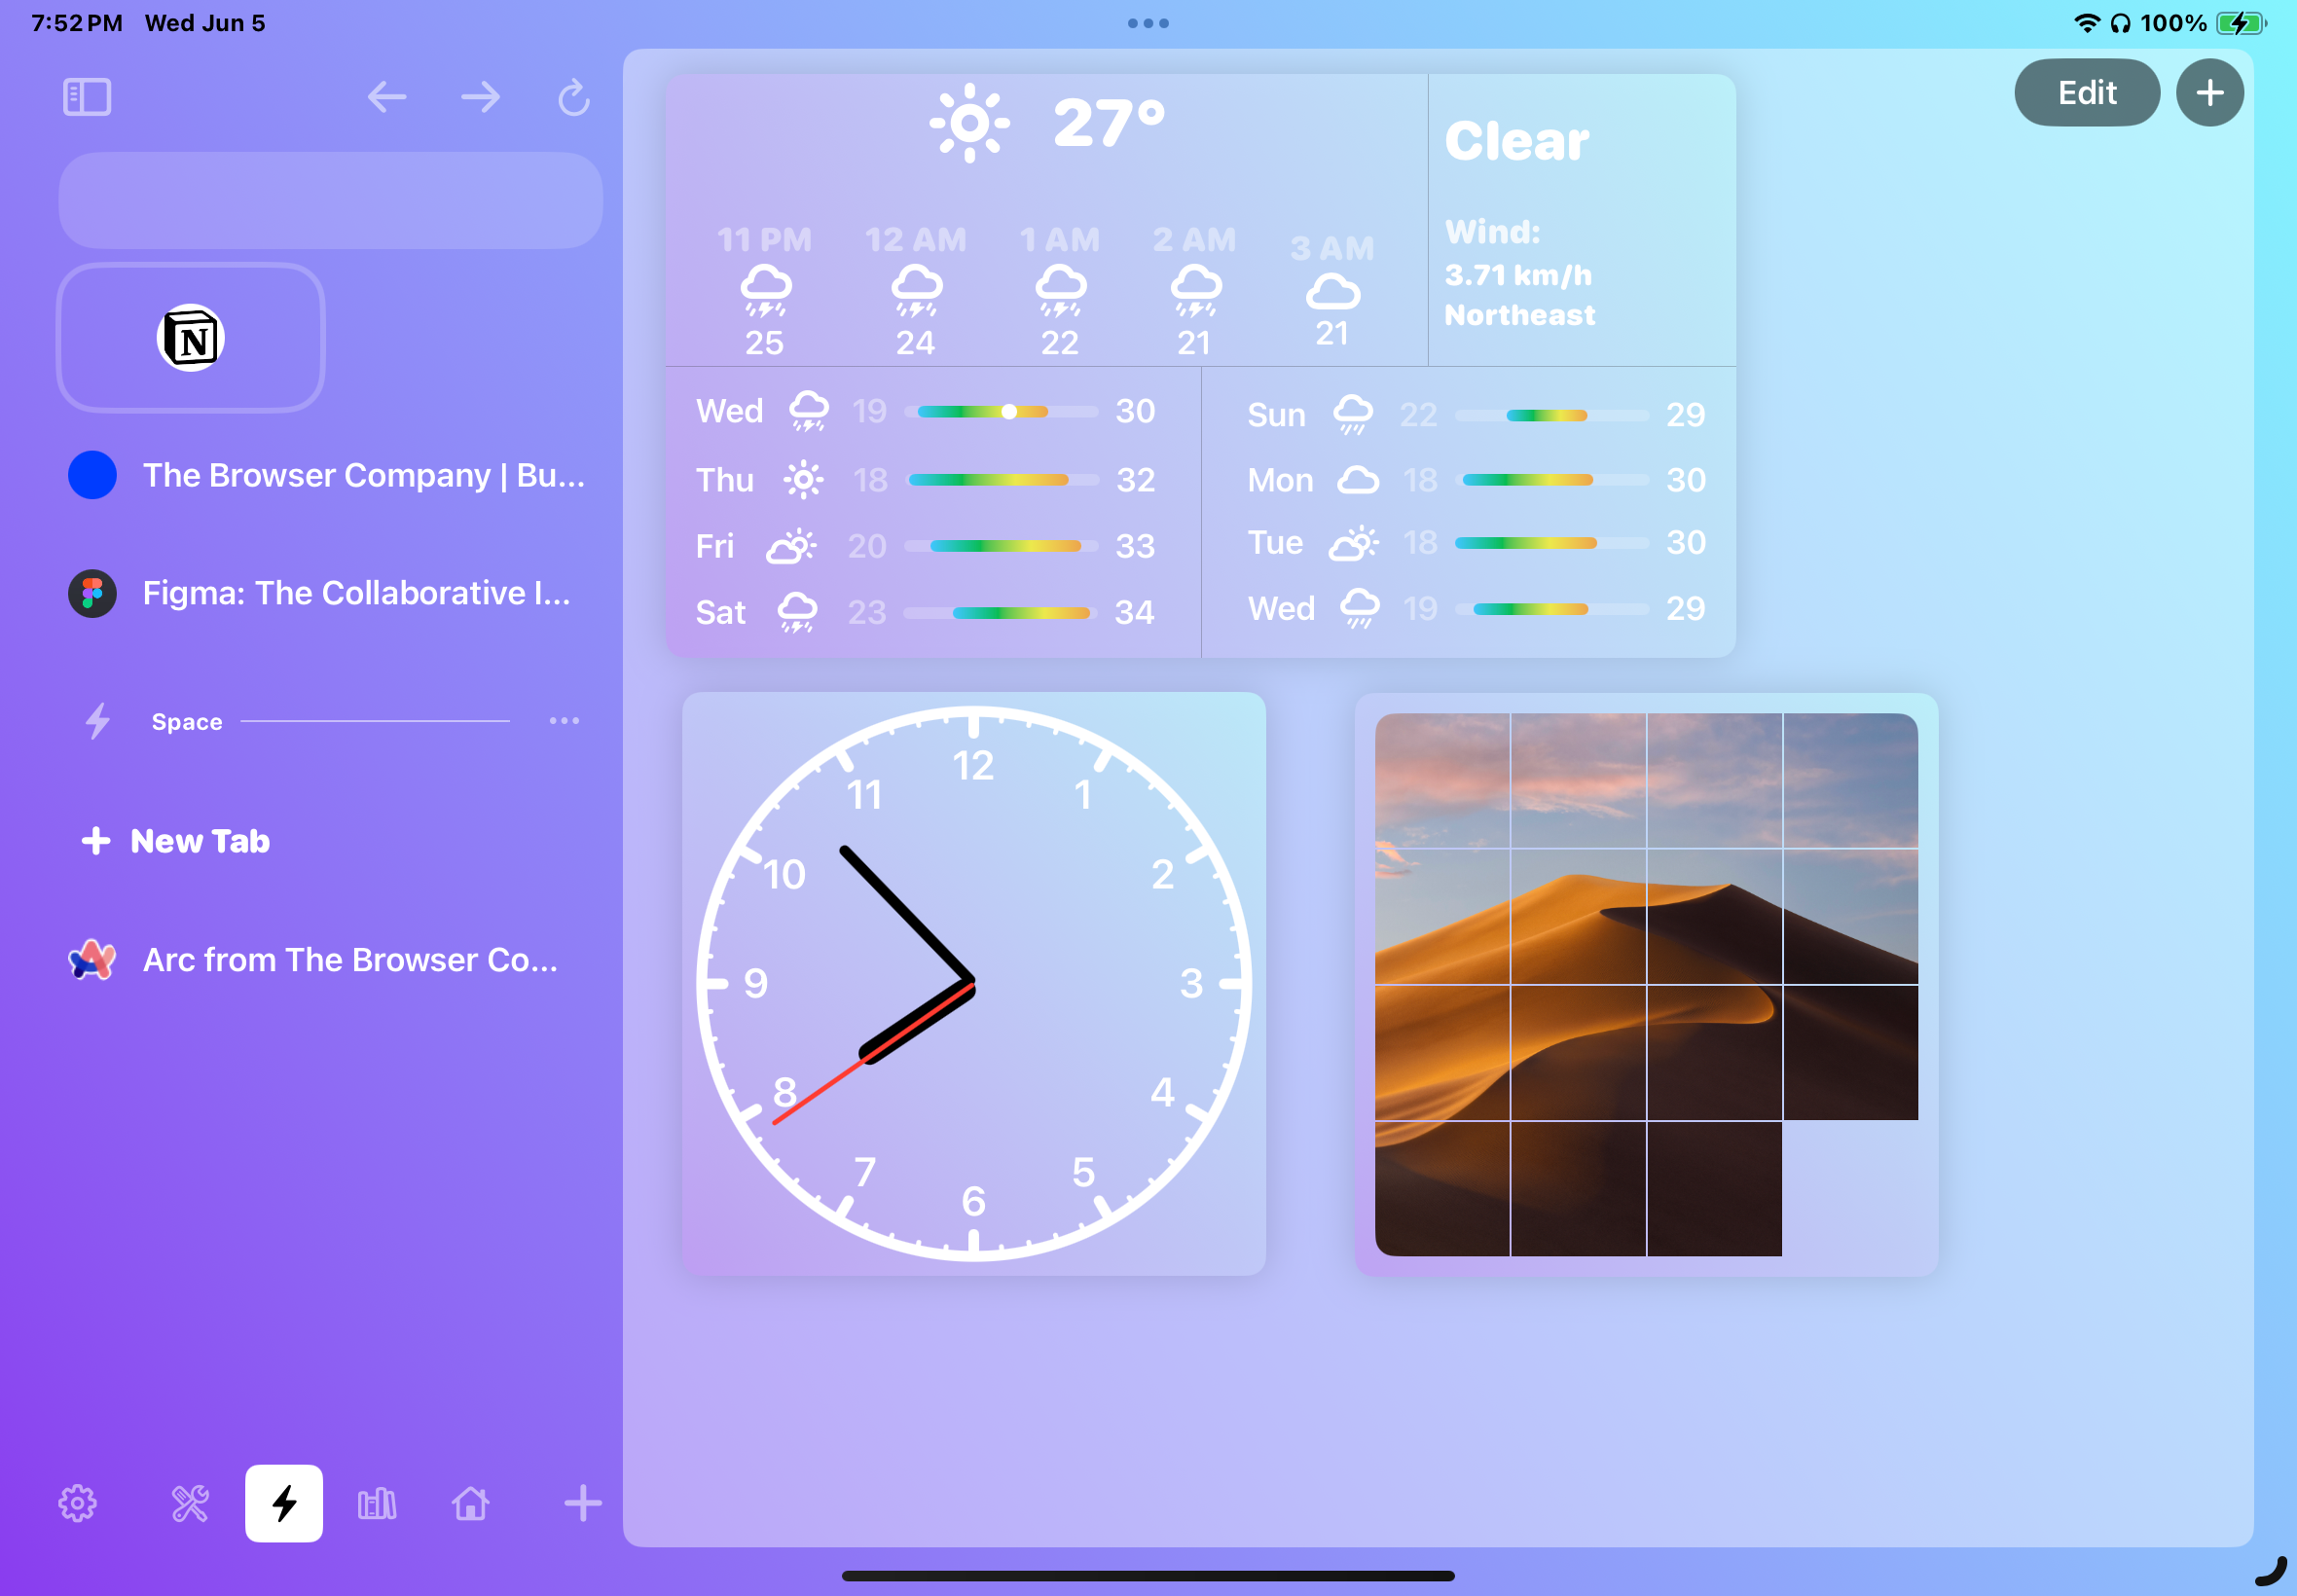 7:52 PM Wed Jun 5
100%
Edit
N
The Browser Company | Bu...
Figma: The Collaborative I...
Space
New Tab
Arc from The Browser Co...
27°
Clear
11 PM 12 AM 1 AM 2 AM 3 AM
25 24 22 21 21
Wind:
3.71 km/h
Northeast
Wed 19 30
Thu 18 32
Fri 20 33
Sat 23 34
Sun 22 29
Mon 18 30
Tue 18 30
Wed 19 29
12
1
2
3
4
5
6
7
8
9
10
11